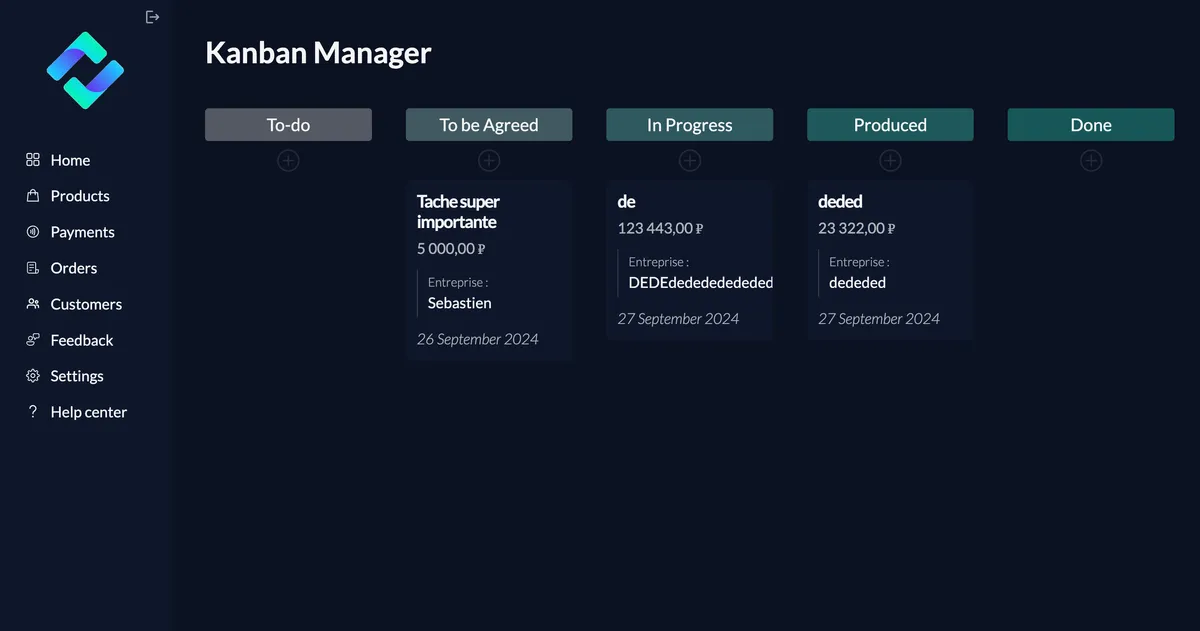 Kanban Manager
Home
Products
Payments
Orders
Customers
Feedback
Settings
? Help center
To-do
To be Agreed
Tache super
importante
5 000,00 ₽
Entreprise :
Sebastien
26 September 2024
In Progress
de
123 443,00 ₽
Entreprise :
DEDEdedededededed
27 September 2024
Produced
deded
23 322,00 ₽
Entreprise :
dededed
27 September 2024
Done